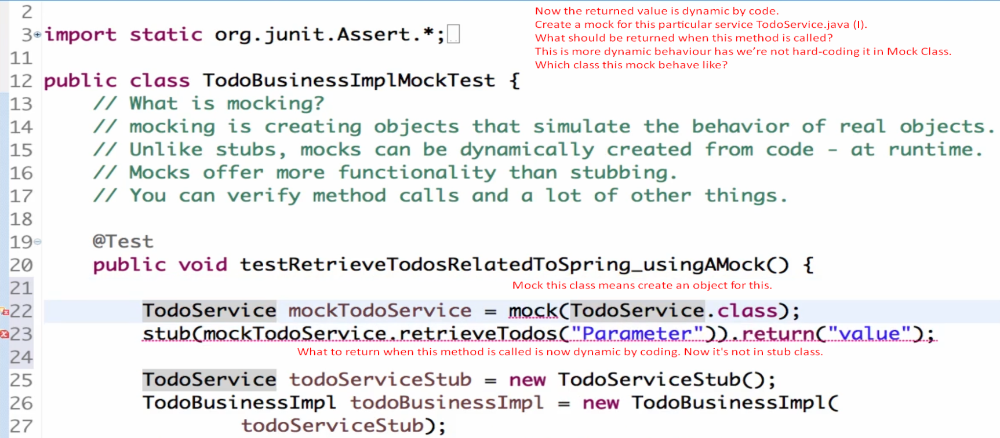 Now the returned value is dynamic by code.
Create a mock for this particular service TodoService.java (I).
What should be returned when this method is called?
This is more dynamic behaviour has we’re not hard-coding it in Mock Class.
Which class this mock behave like?
2
3 import static org.junit.Assert.*;
11
12 public class TodoBusinessImplMockTest {
13 // What is mocking?
14 // mocking is creating objects that simulate the behavior of real objects.
15 // Unlike stubs, mocks can be dynamically created from code - at runtime.
16 // Mocks offer more functionality than stubbing.
17 // You can verify method calls and a lot of other things.
18
19 @Test
20 public void testRetrieveTodosRelatedToSpring_usingAMock() {
21
Mock this class means create an object for this.
22 TodoService mockTodoService = mock(TodoService.class);
23 stub(mockTodoService.retrieveTodos("Parameter")).return("value");
What to return when this method is called is now dynamic by coding. Now it's not in stub class.
24
25 TodoService todoServiceStub = new TodoServiceStub();
26 TodoBusinessImpl todoBusinessImpl = new TodoBusinessImpl(
27 todoServiceStub);